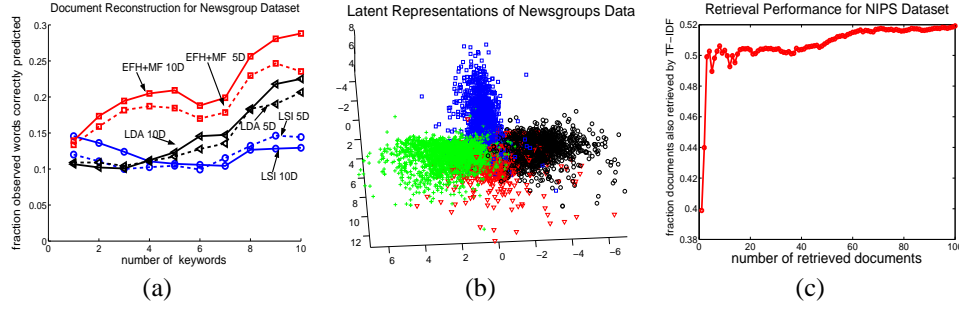 Document Reconstruction for Newsgroup Dataset
fraction observed words correctly predicted
0.3
0.25
0.2
0.15
0.1
0.05
0
EFH+MF 10D
EFH+MF 5D
LDA 10D
LDA 5D
LSI 5D
LSI 10D
2 4 6 8 10
number of keywords
(a)
Latent Representations of Newsgroups Data
8
6
4
−4
−2
0
2
4
6
8
10
12
6 4 2 0 −2 −4 −6
(b)
Retrieval Performance for NIPS Dataset
fraction documents also retrieved by TF−IDF
0.52
0.5
0.48
0.46
0.44
0.42
0.4
0.38
0 20 40 60 80 100
number of retrieved documents
(c)